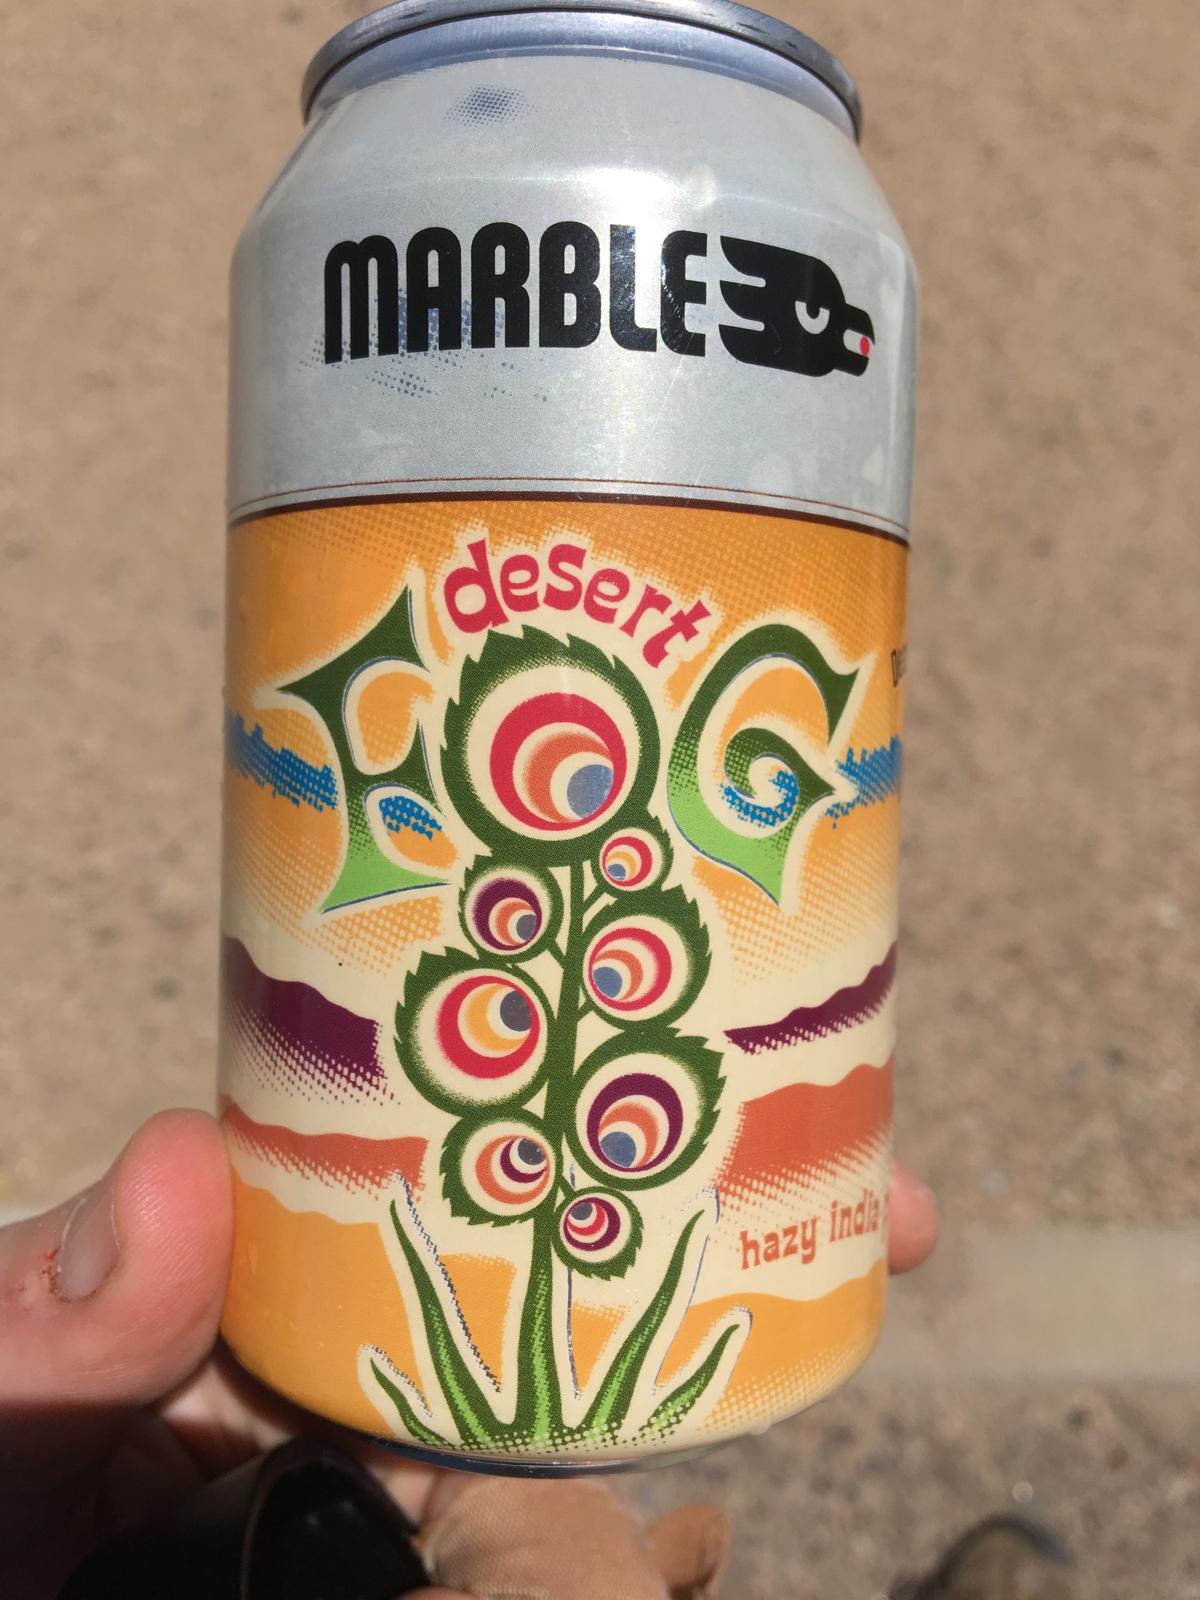 MARBLE
desert
FOG
hazy india